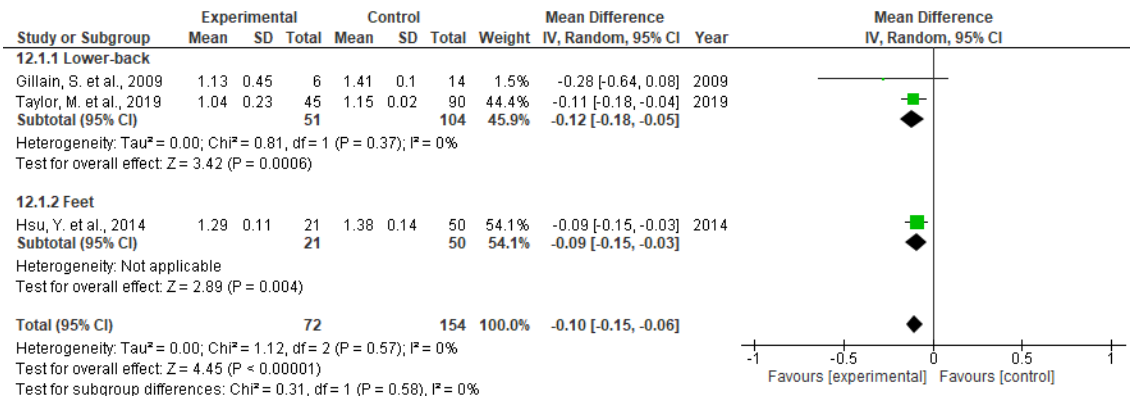 Experimental Control Mean Difference Mean Difference
Study or Subgroup Mean SD Total Mean SD Total Weight IV, Random, 95% CI Year IV, Random, 95% CI
12.1.1 Lower-back
Gillain, S. et al., 2009 1.13 0.45 6 1.41 0.1 14 1.5% -0.28 [-0.64, 0.08] 2009
Taylor, M. et al., 2019 1.04 0.23 45 1.15 0.02 90 44.4% -0.11 [-0.18, -0.04] 2019
Subtotal (95% CI) 51 104 45.9% -0.12 [-0.18, -0.05]
Heterogeneity: Tau² = 0.00; Chi² = 0.81, df = 1 (P = 0.37); I² = 0%
Test for overall effect: Z = 3.42 (P = 0.0006)
12.1.2 Feet
Hsu, Y. et al., 2014 1.29 0.11 21 1.38 0.14 50 54.1% -0.09 [-0.15, -0.03] 2014
Subtotal (95% CI) 21 50 54.1% -0.09 [-0.15, -0.03]
Heterogeneity: Not applicable
Test for overall effect: Z = 2.89 (P = 0.004)
Total (95% CI) 72 154 100.0% -0.10 [-0.15, -0.06]
Heterogeneity: Tau² = 0.00; Chi² = 1.12, df = 2 (P = 0.57); I² = 0%
Test for overall effect: Z = 4.45 (P < 0.00001)
Test for subgroup differences: Chi² = 0.31, df = 1 (P = 0.58), I² = 0%
-1 -0.5 0 0.5 1
Favours [experimental] Favours [control]